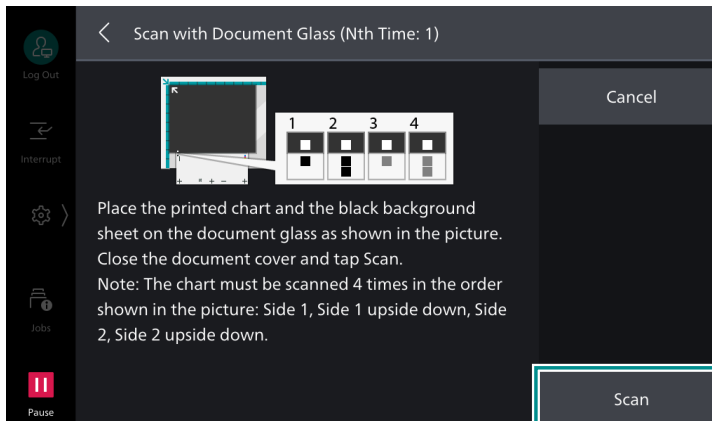 Scan with Document Glass (Nth Time: 1)
Log Out
Cancel
1 2 3 4
Interrupt
Place the printed chart and the black background
sheet on the document glass as shown in the picture.
Close the document cover and tap Scan.
Note: The chart must be scanned 4 times in the order
shown in the picture: Side 1, Side 1 upside down, Side
2, Side 2 upside down.
Jobs
Pause
Scan